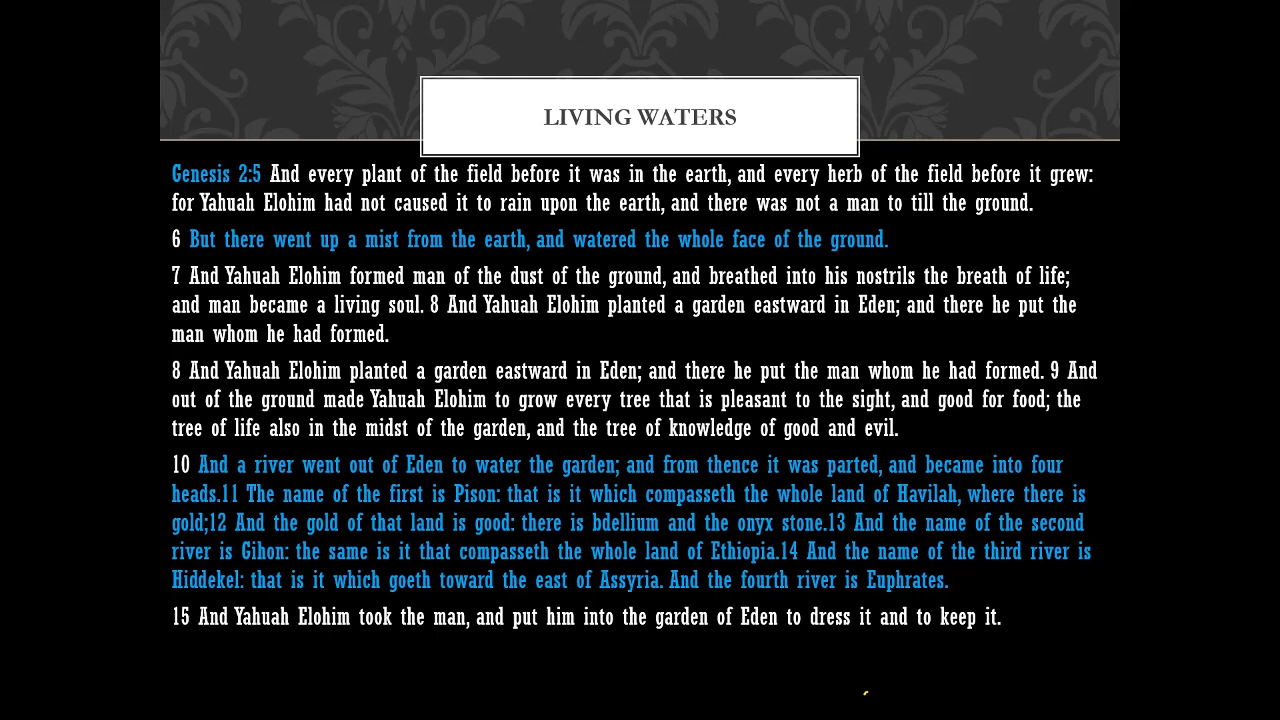 LIVING WATERS
Genesis 2:5 And every plant of the field before it was in the earth, and every herb of the field before it grew:
for Yahuah Elohim had not caused it to rain upon the earth, and there was not a man to till the ground.
6 But there went up a mist from the earth, and watered the whole face of the ground.
7 And Yahuah Elohim formed man of the dust of the ground, and breathed into his nostrils the breath of life;
and man became a living soul. 8 And Yahuah Elohim planted a garden eastward in Eden; and there he put the
man whom he had formed.
8 And Yahuah Elohim planted a garden eastward in Eden; and there he put the man whom he had formed. 9 And
out of the ground made Yahuah Elohim to grow every tree that is pleasant to the sight, and good for food; the
tree of life also in the midst of the garden, and the tree of knowledge of good and evil.
10 And a river went out of Eden to water the garden; and from thence it was parted, and became into four
heads.11 The name of the first is Pison: that is it which compasseth the whole land of Havilah, where there is
gold;12 And the gold of that land is good: there is bdellium and the onyx stone.13 And the name of the second
river is Gihon: the same is it that compasseth the whole land of Ethiopia.14 And the name of the third river is
Hiddekel: that is it which goeth toward the east of Assyria. And the fourth river is Euphrates.
15 And Yahuah Elohim took the man, and put him into the garden of Eden to dress it and to keep it.